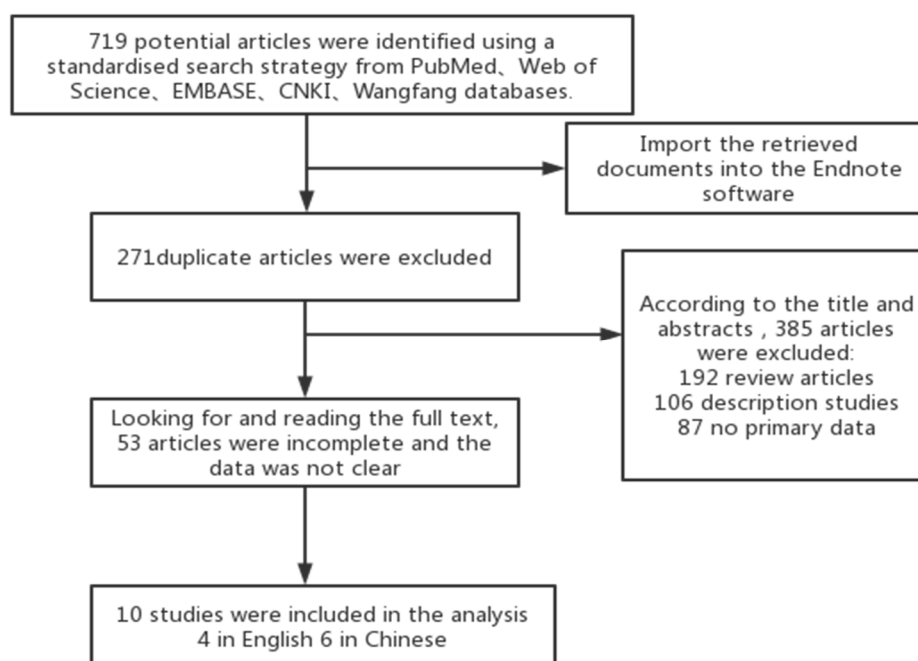 719 potential articles were identified using a
standardised search strategy from PubMed、Web of
Science、EMBASE、CNKI、Wangfang databases.
Import the retrieved
documents into the Endnote
software
271duplicate articles were excluded
According to the title and
abstracts , 385 articles
were excluded:
192 review articles
106 description studies
87 no primary data
Looking for and reading the full text,
53 articles were incomplete and the
data was not clear
10 studies were included in the analysis
4 in English 6 in Chinese